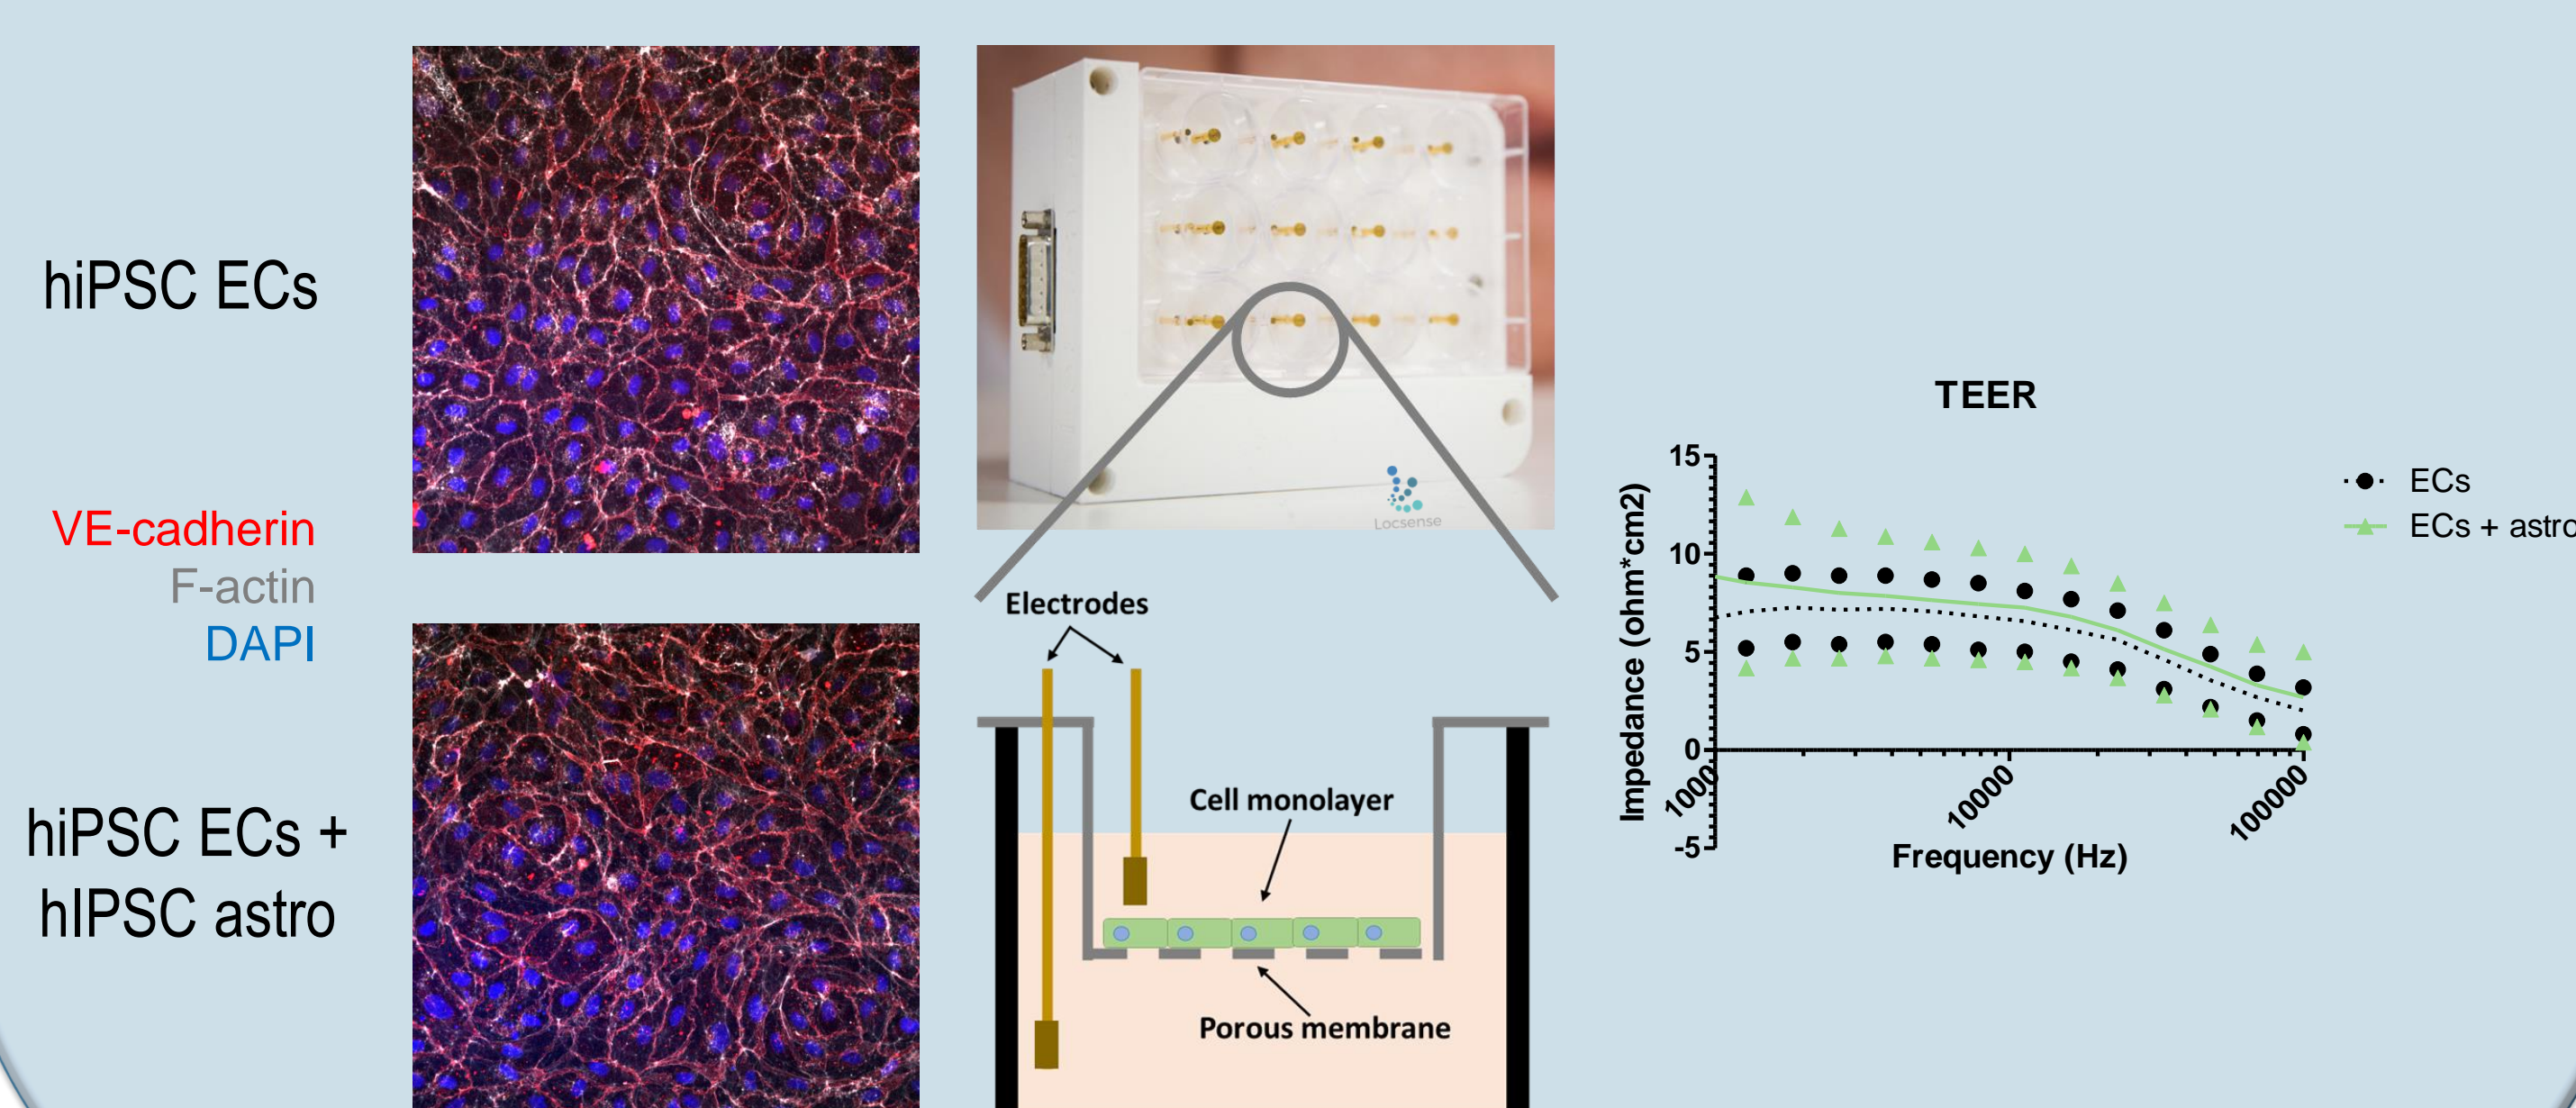 hiPSC ECs
VE-cadherin
F-actin
DAPI
hiPSC ECs +
hIPSC astro
Locsense
Electrodes
Cell monolayer
Porous membrane
TEER
Impedance (ohm*cm2)
15
10
5
0
-5
1000
10000
100000
Frequency (Hz)
ECs
ECs + astro